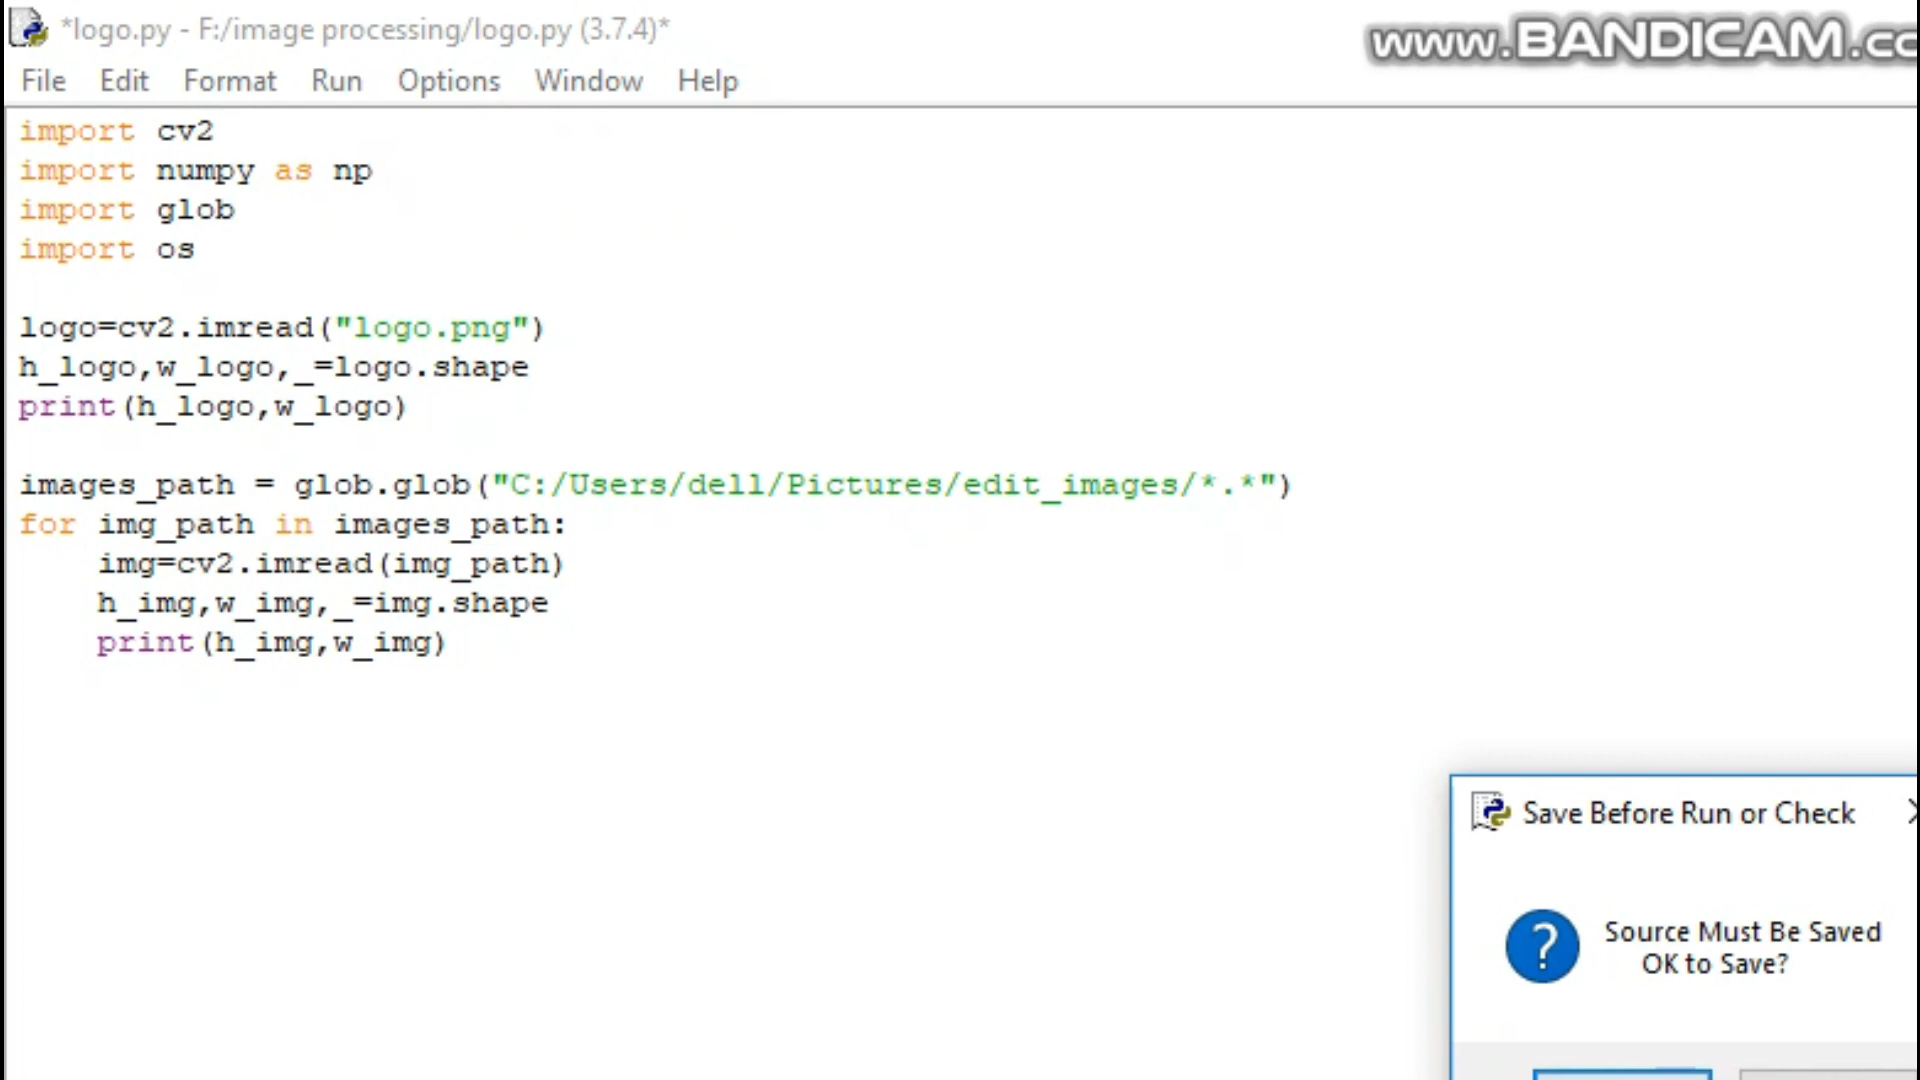 *logo.py - F:/image processing/logo.py (3.7.4)*
www.BANDICAM.co
File Edit Format Run Options Window Help
import cv2
import numpy as np
import glob
import os
logo=cv2.imread("logo.png")
h_logo,w_logo,_=logo.shape
print(h_logo,w_logo)
images_path = glob.glob("C:/Users/dell/Pictures/edit_images/*.*")
for img_path in images_path:
    img=cv2.imread(img_path)
    h_img,w_img,_=img.shape
    print(h_img,w_img)
Save Before Run or Check
Source Must Be Saved
OK to Save?